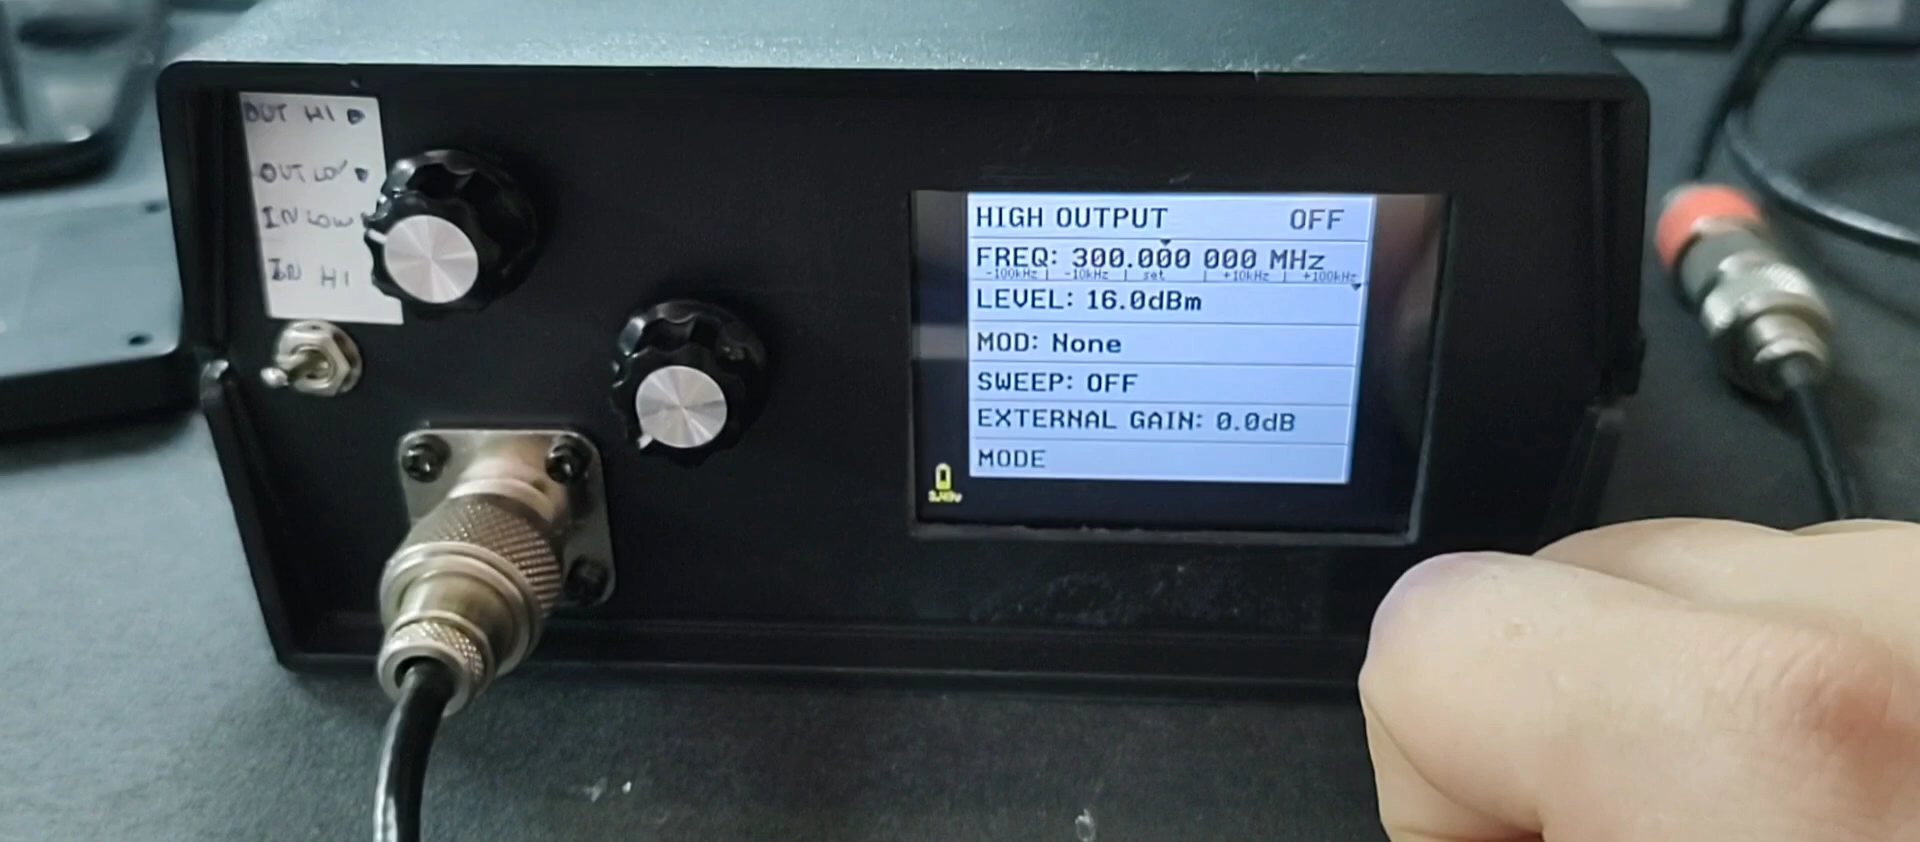 OUT HI
OUT LOW
IN LOW
IN HI
HIGH OUTPUT OFF
FREQ: 300.000 000 MHz
-100kHz | -10kHz | set | +10kHz | +100kHz
LEVEL: 16.0dBm
MOD: None
SWEEP: OFF
EXTERNAL GAIN: 0.0dB
MODE